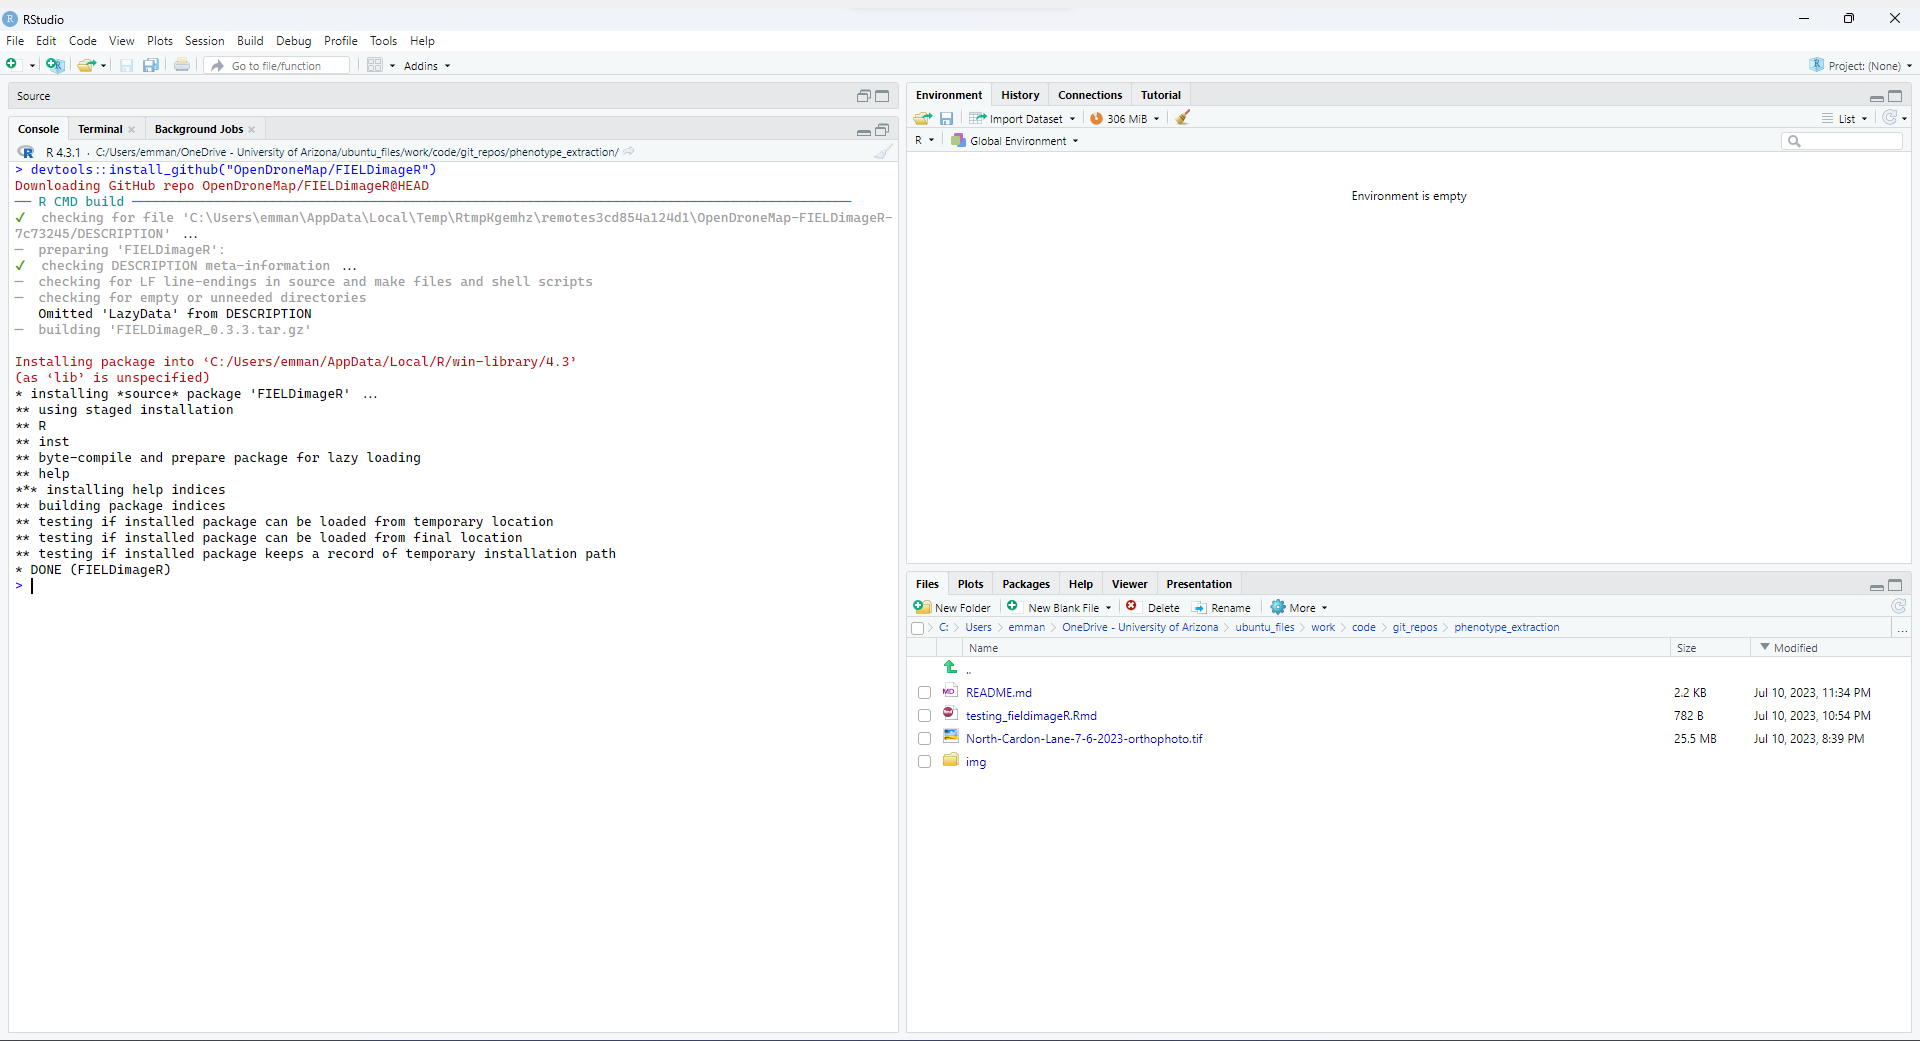 RStudio
File Edit Code View Plots Session Build Debug Profile Tools Help
Go to file/function Addins Project: (None)
Source
Console Terminal Background Jobs
R 4.3.1 · C:/Users/emman/OneDrive - University of Arizona/ubuntu_files/work/code/git_repos/phenotype_extraction/
> devtools::install_github("OpenDroneMap/FIELDimageR")
Downloading GitHub repo OpenDroneMap/FIELDimageR@HEAD
── R CMD build ──
✓ checking for file 'C:\Users\emman\AppData\Local\Temp\RtmpKgemhz\remotes3cd854a124d1\OpenDroneMap-FIELDimageR-
7c73245/DESCRIPTION' ...
─ preparing 'FIELDimageR':
✓ checking DESCRIPTION meta-information ...
─ checking for LF line-endings in source and make files and shell scripts
─ checking for empty or unneeded directories
Omitted 'LazyData' from DESCRIPTION
─ building 'FIELDimageR_0.3.3.tar.gz'
Installing package into ‘C:/Users/emman/AppData/Local/R/win-library/4.3’
(as ‘lib’ is unspecified)
* installing *source* package 'FIELDimageR' ...
** using staged installation
** R
** inst
** byte-compile and prepare package for lazy loading
** help
*** installing help indices
** building package indices
** testing if installed package can be loaded from temporary location
** testing if installed package can be loaded from final location
** testing if installed package keeps a record of temporary installation path
* DONE (FIELDimageR)
>
Environment History Connections Tutorial
Import Dataset 306 MiB List
R Global Environment
Environment is empty
Files Plots Packages Help Viewer Presentation
New Folder New Blank File Delete Rename More
C: > Users > emman > OneDrive - University of Arizona > ubuntu_files > work > code > git_repos > phenotype_extraction ...
Name Size Modified
..
README.md 2.2 KB Jul 10, 2023, 11:34 PM
testing_fieldimageR.Rmd 782 B Jul 10, 2023, 10:54 PM
North-Cardon-Lane-7-6-2023-orthophoto.tif 25.5 MB Jul 10, 2023, 8:39 PM
img